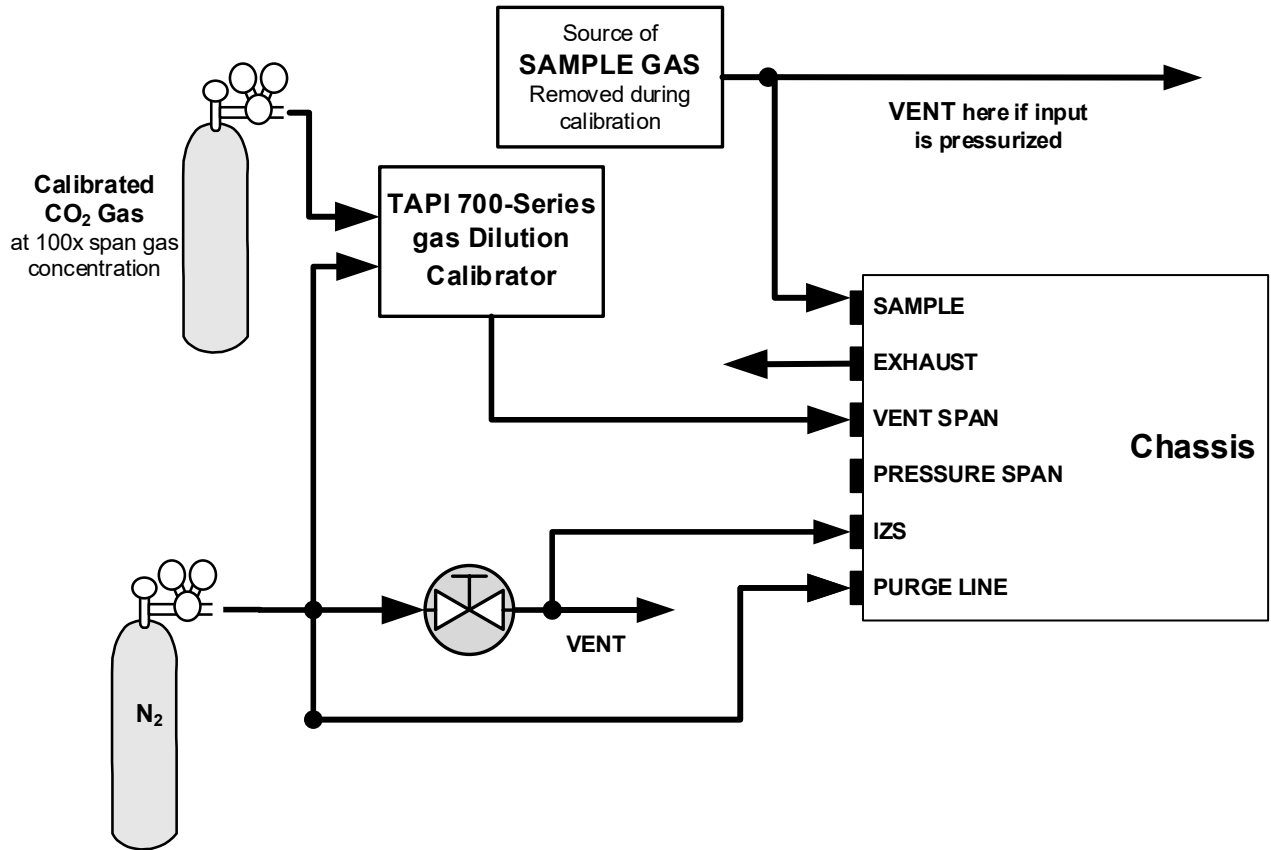 Source of
SAMPLE GAS
Removed during
calibration
VENT here if input
is pressurized
Calibrated
CO₂ Gas
at 100x span gas
concentration
TAPI 700-Series
gas Dilution
Calibrator
SAMPLE
EXHAUST
VENT SPAN
PRESSURE SPAN
IZS
PURGE LINE
Chassis
VENT
N₂